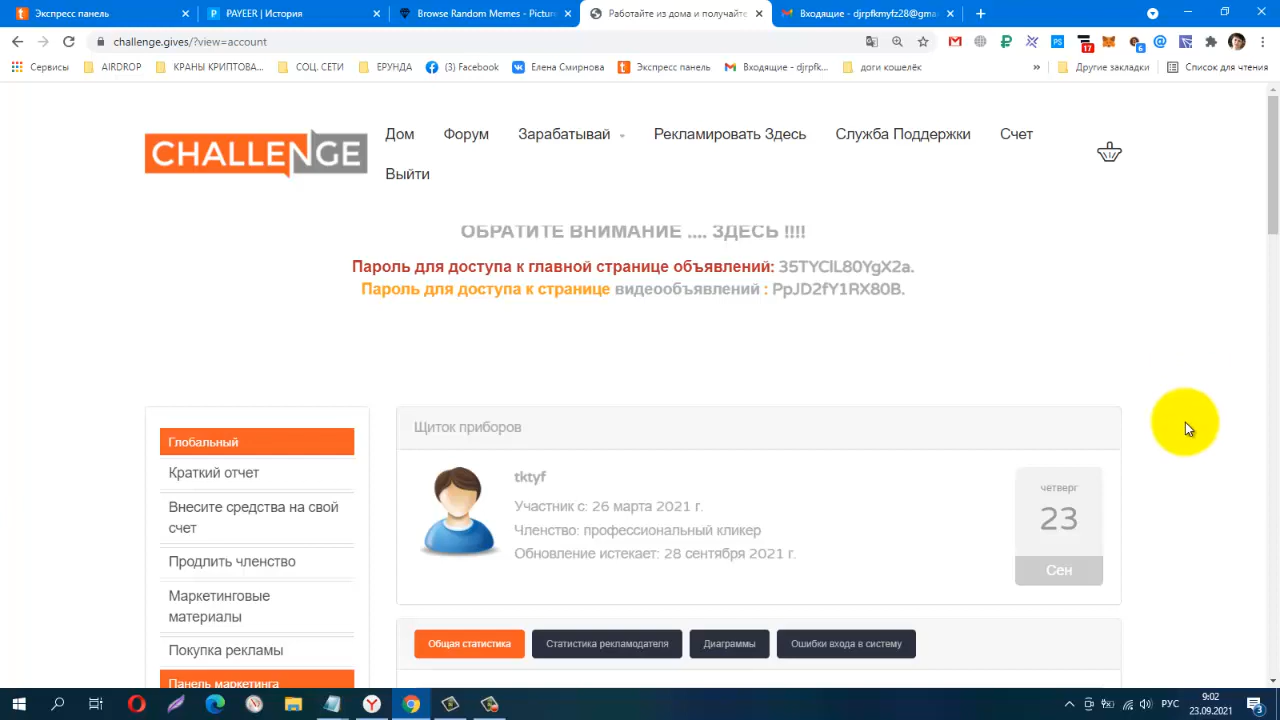 Экспресс панель
PAYEER | История
Browse Random Memes - Pictur
Работайте из дома и получайте
Входящие - djrpfkmyfz28@gmai
challenge.gives/?view=account
17
6
Сервисы
AIRDROP
КРАНЫ КРИПТОВА...
СОЦ. СЕТИ
ЕРУНДА
(3) Facebook
Елена Смирнова
Экспресс панель
Входящие - djrpfk...
доги кошелёк
»
Другие закладки
Список для чтения
CHALLENGE
Дом
Форум
Зарабатывай
Рекламировать Здесь
Служба Поддержки
Счет
Выйти
ОБРАТИТЕ ВНИМАНИЕ .... ЗДЕСЬ !!!!
Пароль для доступа к главной странице объявлений: 35TYClL80YgX2a.
Пароль для доступа к странице видеообъявлений : PpJD2fY1RX80B.
Глобальный
Краткий отчет
Внесите средства на свой
счет
Продлить членство
Маркетинговые
материалы
Покупка рекламы
Панель маркетинга
Щиток приборов
tktyf
Участник с: 26 марта 2021 г.
Членство: профессиональный кликер
Обновление истекает: 28 сентября 2021 г.
четверг
23
Сен
Общая статистика
Статистика рекламодателя
Диаграммы
Ошибки входа в систему
РУС
9:02
23.09.2021
3